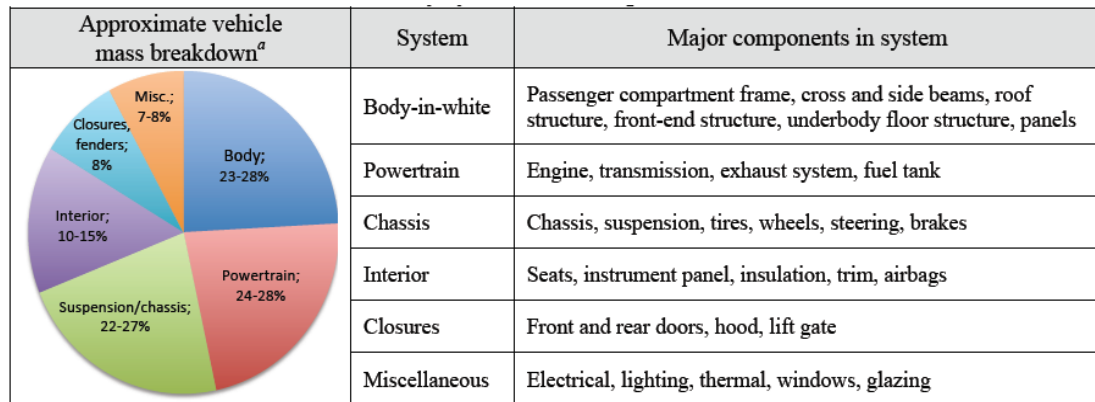 Approximate vehicle
mass breakdown^a
System
Major components in system
Misc.;
7-8%
Closures,
fenders;
8%
Body;
23-28%
Interior;
10-15%
Powertrain;
24-28%
Suspension/chassis;
22-27%
Body-in-white
Passenger compartment frame, cross and side beams, roof
structure, front-end structure, underbody floor structure, panels
Powertrain
Engine, transmission, exhaust system, fuel tank
Chassis
Chassis, suspension, tires, wheels, steering, brakes
Interior
Seats, instrument panel, insulation, trim, airbags
Closures
Front and rear doors, hood, lift gate
Miscellaneous
Electrical, lighting, thermal, windows, glazing